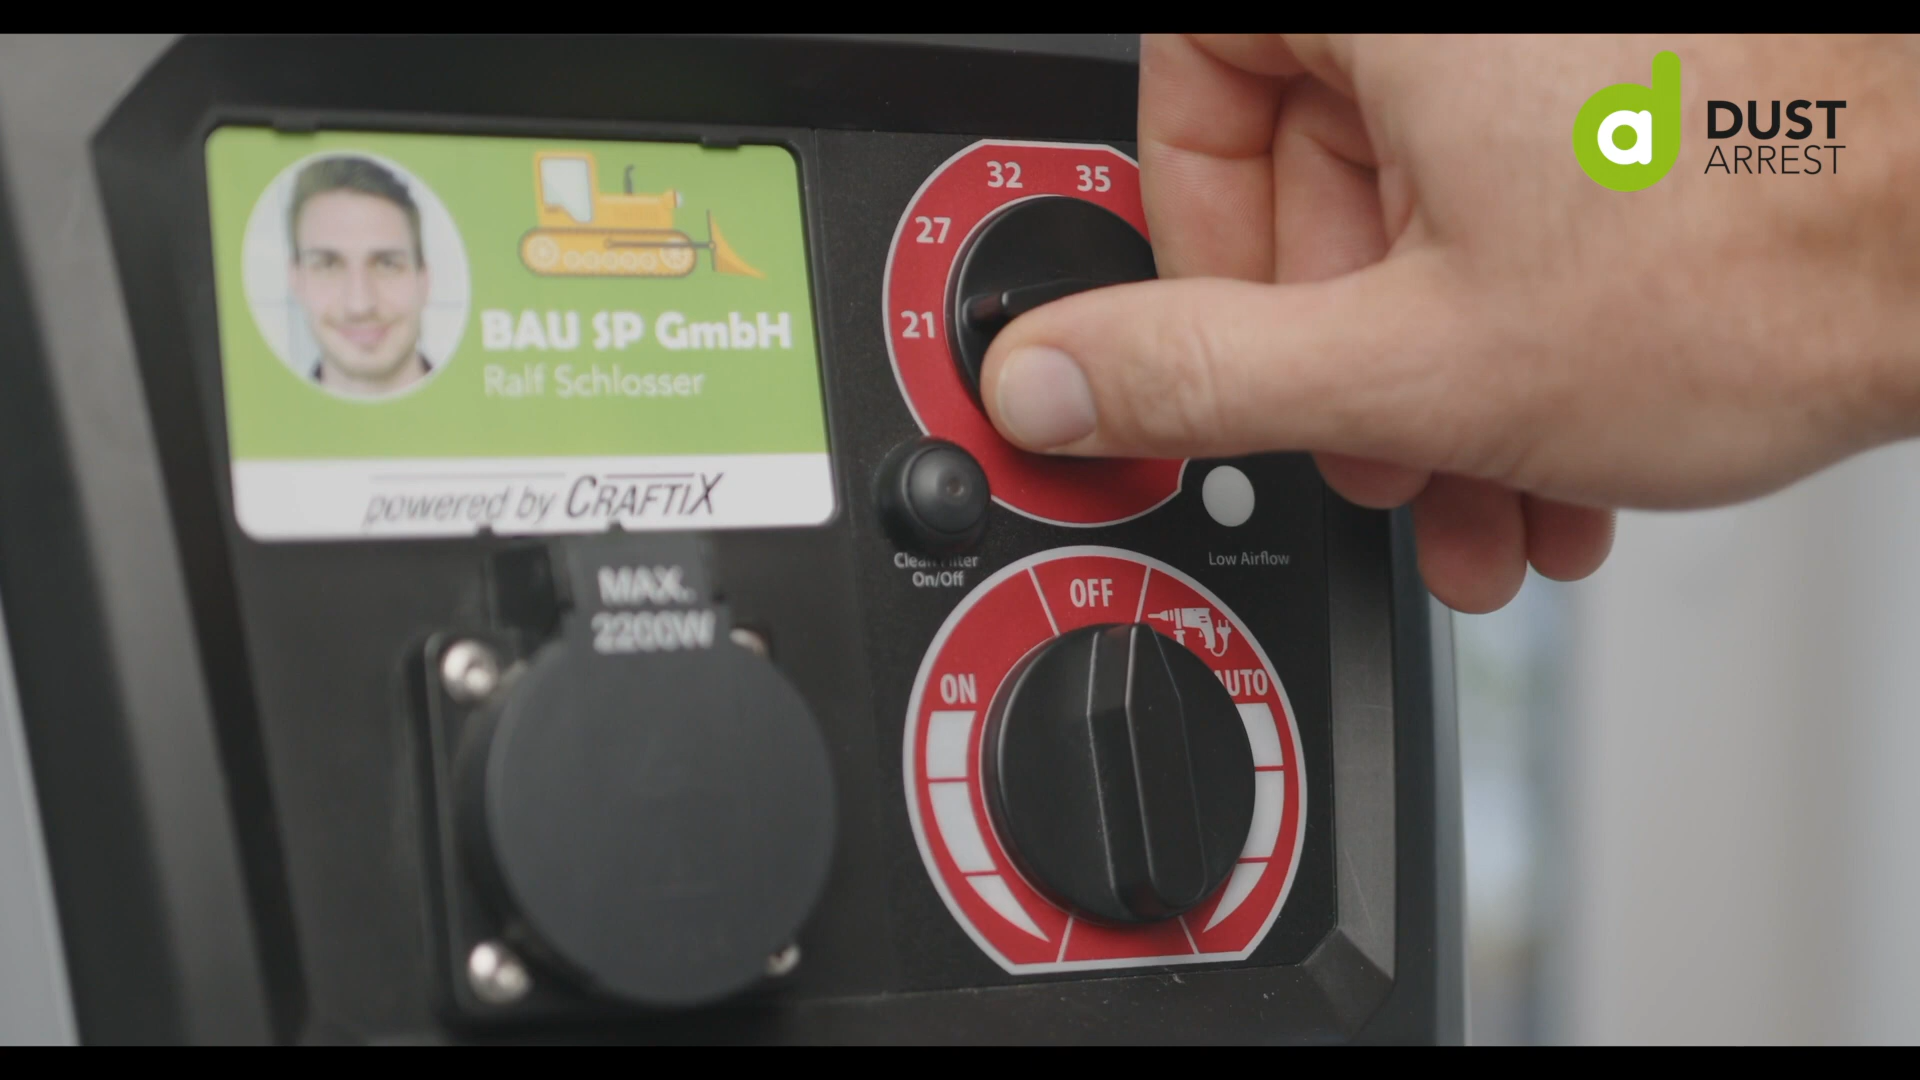 DUST
ARREST
BAU SP GmbH
Ralf Schlosser
powered by CRAFTIX
32 35
27
21
Clean Filter
On/Off
Low Airflow
MAX.
2200W
OFF
ON
AUTO